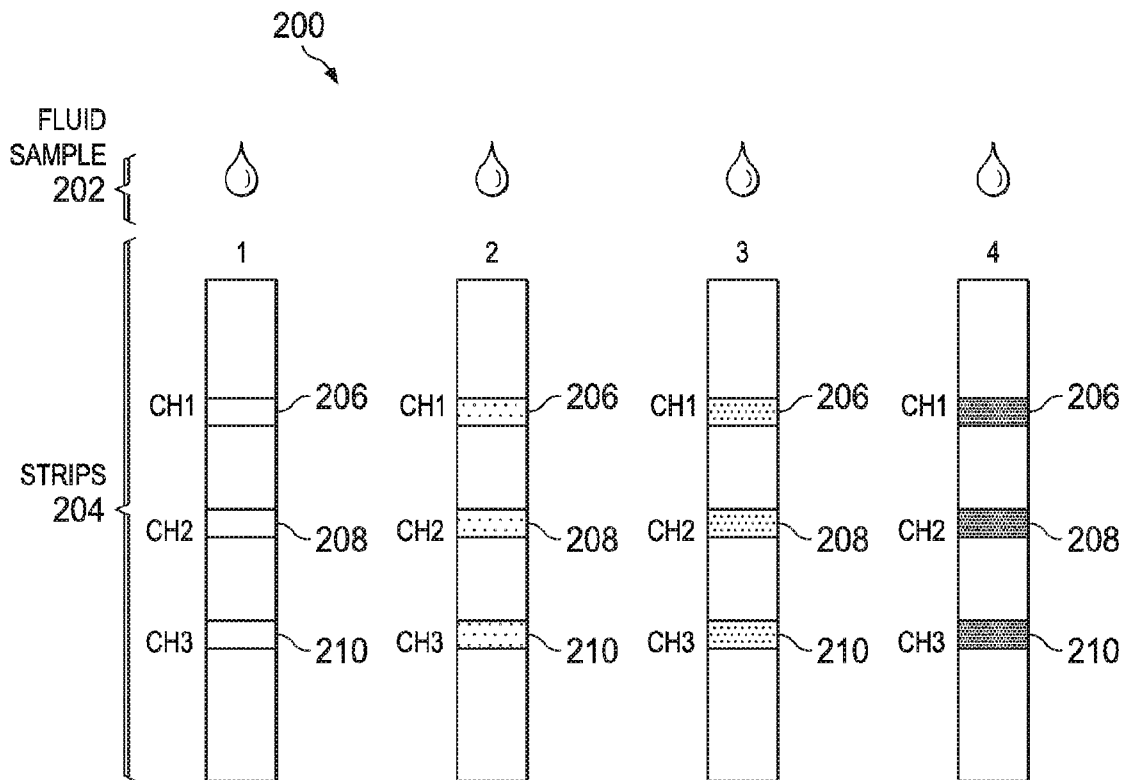 200
FLUID
SAMPLE
202
1 2 3 4
CH1 206 CH1 206 CH1 206 CH1 206
STRIPS
204
CH2 208 CH2 208 CH2 208 CH2 208
CH3 210 CH3 210 CH3 210 CH3 210